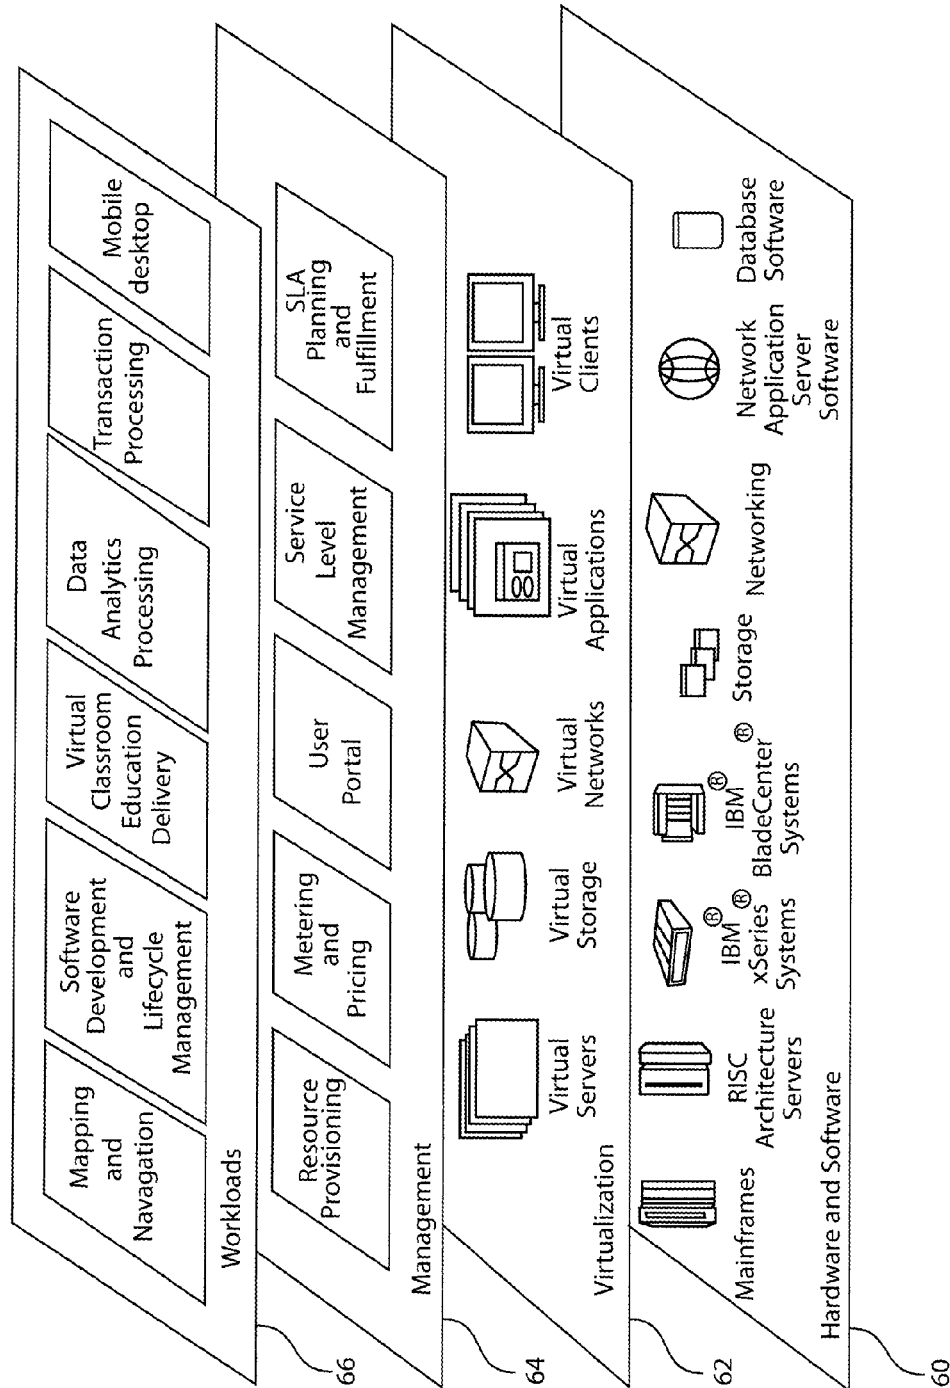 Mapping
and
Navagation
Software
Development
and
Lifecycle
Management
Virtual
Classroom
Education
Delivery
Data
Analytics
Processing
Transaction
Processing
Mobile
desktop
Workloads
66
Resource
Provisioning
Metering
and
Pricing
User
Portal
Service
Level
Management
SLA
Planning
and
Fulfillment
Management
64
Virtual
Servers
Virtual
Storage
Virtual
Networks
Virtual
Applications
Virtual
Clients
Virtualization
62
Mainframes
RISC
Architecture
Servers
IBM®
xSeries®
Systems
IBM®
BladeCenter®
Systems
Storage
Networking
Network
Application
Server
Software
Database
Software
Hardware and Software
60